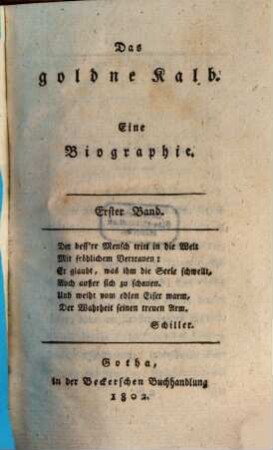 Das
goldne Kalb.
Eine
Biographie.
Erster Band.
Der bess're Mensch tritt in die Welt
Mit fröhlichem Vertrauen:
Er glaubt, was ihm die Seele schwellt,
Auch außer sich zu schauen.
Und weiht vom edlen Eifer warm,
Der Wahrheit seinen treuen Arm.
Schiller.
Gotha,
in der Beckerschen Buchhandlung
1802.